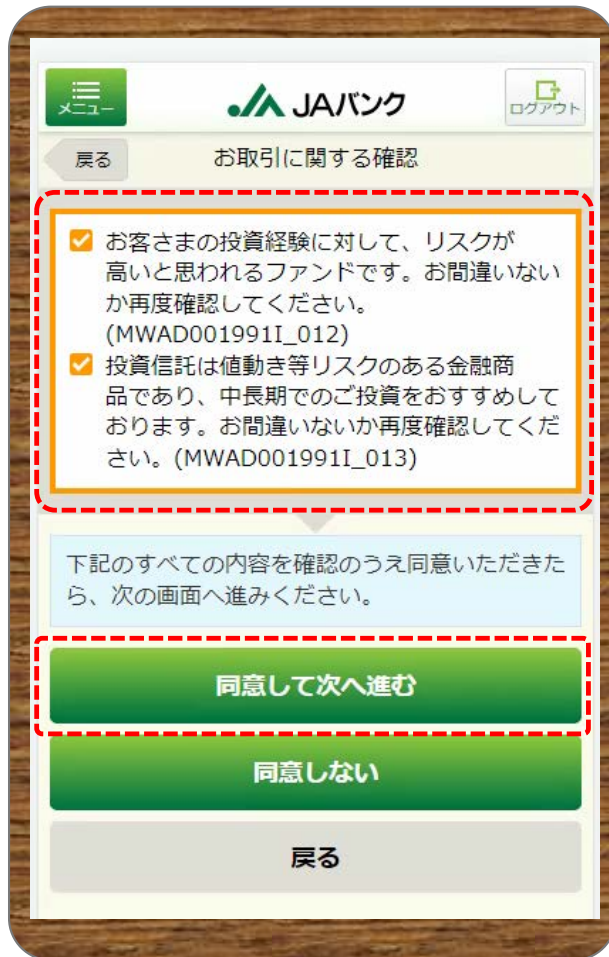 メニュー
JAバンク
ログアウト
戻る
お取引に関する確認
お客さまの投資経験に対して、リスクが
高いと思われるファンドです。お間違いない
か再度確認してください。
(MWAD001991I_012)
投資信託は値動き等リスクのある金融商
品であり、中長期でのご投資をおすすめして
おります。お間違いないか再度確認してくだ
さい。(MWAD001991I_013)
下記のすべての内容を確認のうえ同意いただきた
ら、次の画面へ進みください。
同意して次へ進む
同意しない
戻る